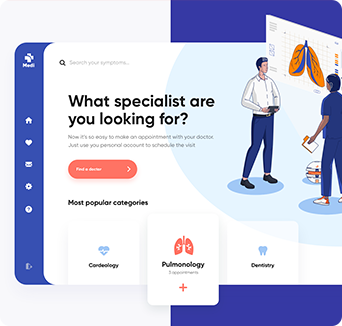 Medi
Search your symptoms...
What specialist are
you looking for?
Now it's so easy to make an appointment with your doctor.
Just use you personal account to schedule the visit
Find a doctor
Most popular categories
Cardeology
Pulmonology
3 appointments
Dentistry